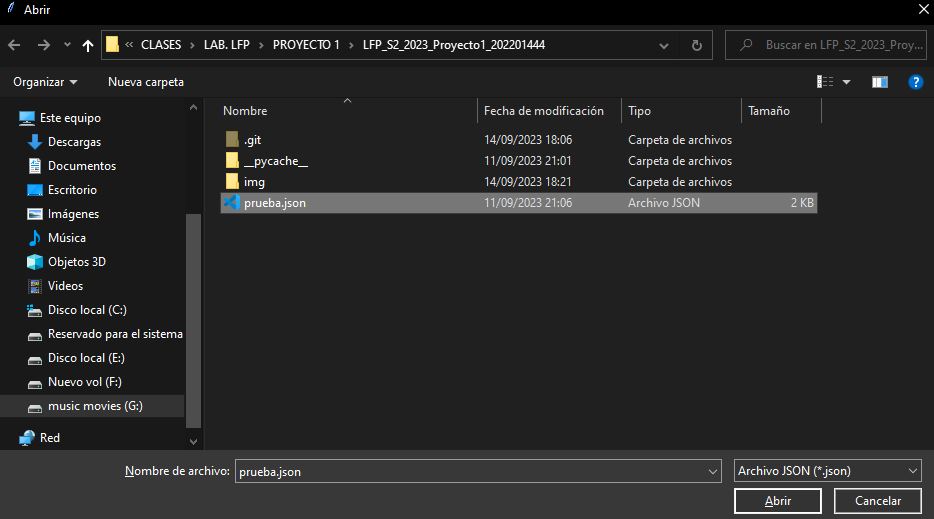 Abrir
« CLASES > LAB. LFP > PROYECTO 1 > LFP_S2_2023_Proyecto1_202201444
Buscar en LFP_S2_2023_Proy...
Organizar Nueva carpeta
Este equipo
Descargas
Documentos
Escritorio
Imágenes
Música
Objetos 3D
Videos
Disco local (C:)
Reservado para el sistema
Disco local (E:)
Nuevo vol (F:)
music movies (G:)
Red
Nombre Fecha de modificación Tipo Tamaño
.git 14/09/2023 18:06 Carpeta de archivos
__pycache__ 11/09/2023 21:01 Carpeta de archivos
img 14/09/2023 18:21 Carpeta de archivos
prueba.json 11/09/2023 21:06 Archivo JSON 2 KB
Nombre de archivo: prueba.json Archivo JSON (*.json)
Abrir Cancelar